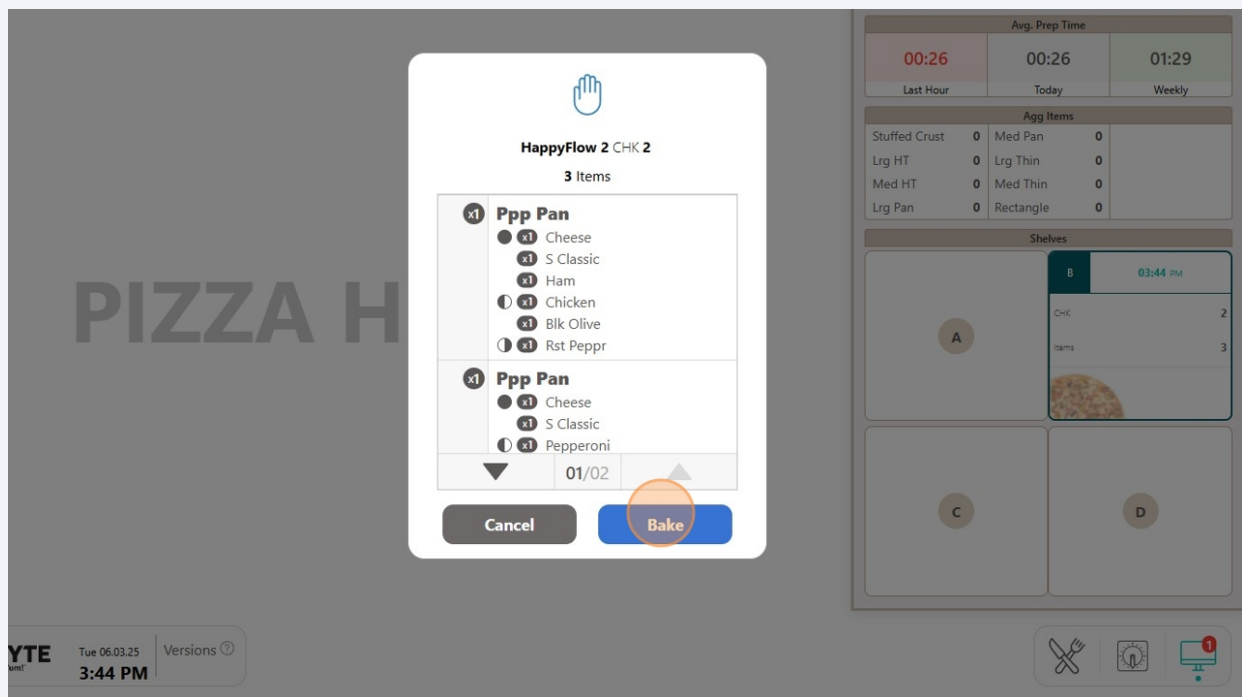 PIZZA H
HappyFlow 2 CHK 2
3 Items
x1 Ppp Pan
x1 Cheese
x1 S Classic
x1 Ham
x1 Chicken
x1 Blk Olive
x1 Rst Peppr
x1 Ppp Pan
x1 Cheese
x1 S Classic
x1 Pepperoni
01/02
Cancel Bake
Avg. Prep Time
00:26 00:26 01:29
Last Hour Today Weekly
Agg Items
Stuffed Crust 0 Med Pan 0
Lrg HT 0 Lrg Thin 0
Med HT 0 Med Thin 0
Lrg Pan 0 Rectangle 0
Shelves
A
B 03:44 PM
CHK 2
Items 3
C D
YTE
Yum!
Tue 06.03.25 Versions ?
3:44 PM
1